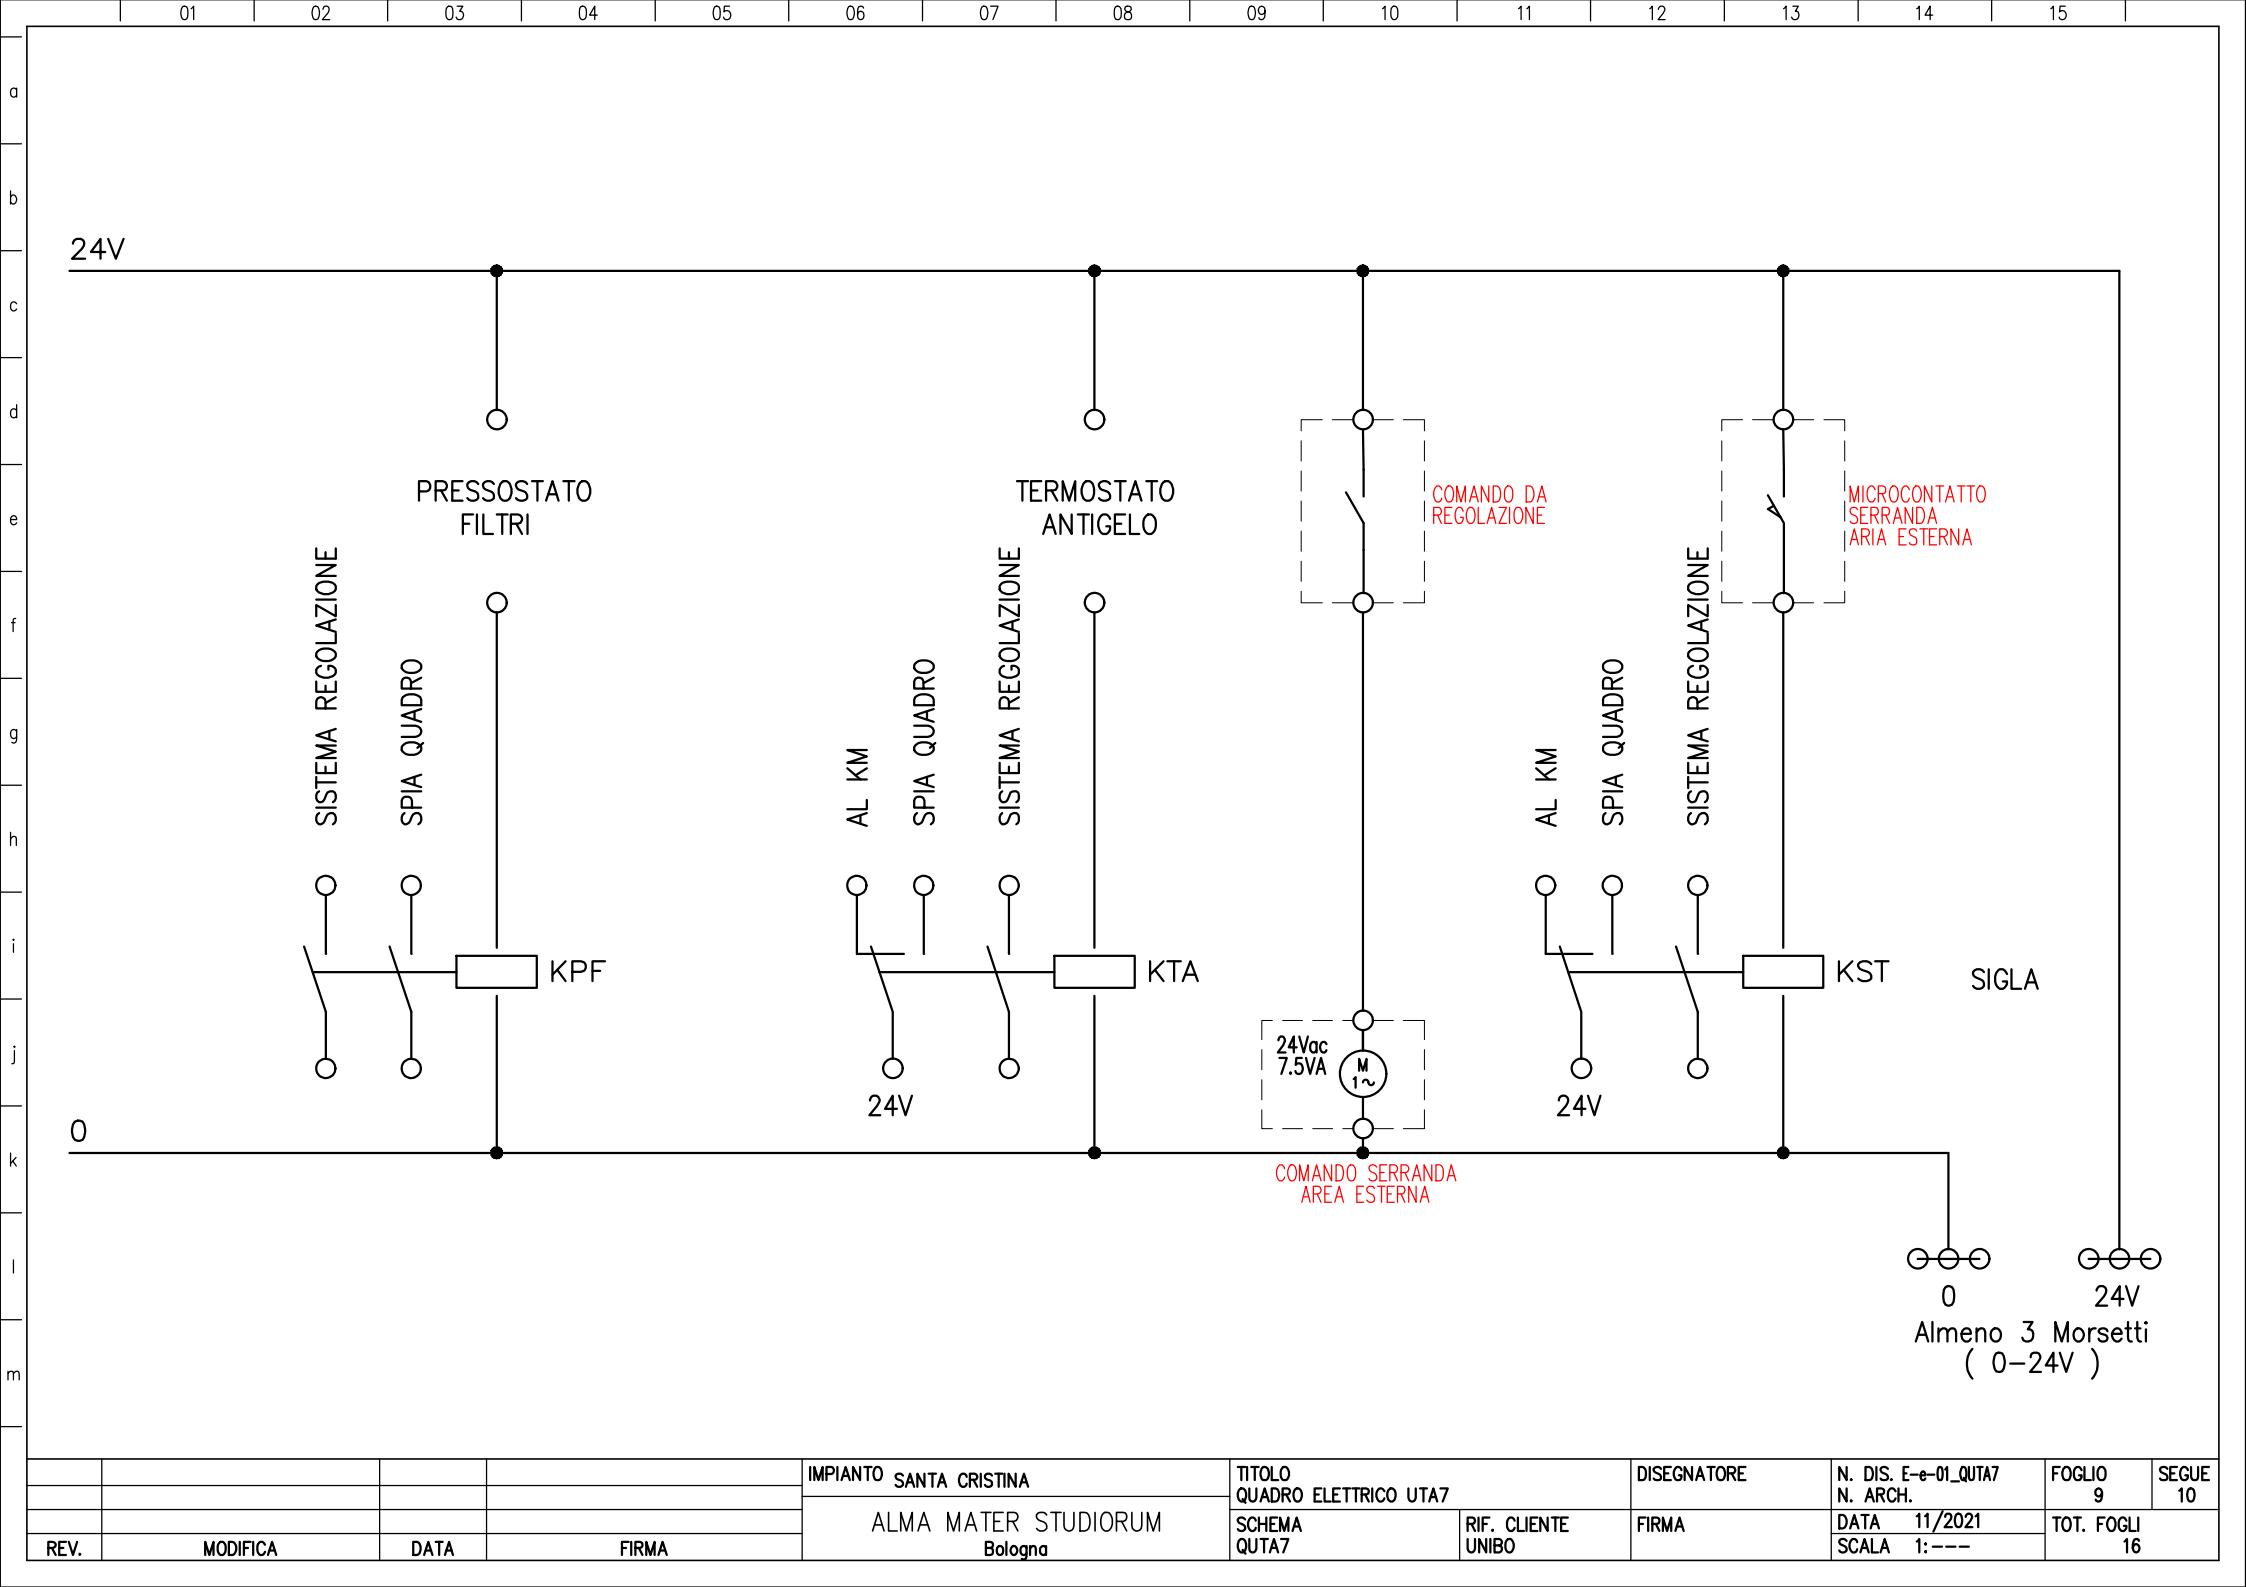 01 02 03 04 05 06 07 08 09 10 11 12 13 14 15
a
b
c
d
e
f
g
h
i
j
k
l
m
24V
PRESSOSTATO
FILTRI
SISTEMA REGOLAZIONE
SPIA QUADRO
KPF
TERMOSTATO
ANTIGELO
AL KM
SPIA QUADRO
SISTEMA REGOLAZIONE
KTA
24V
COMANDO DA
REGOLAZIONE
24Vac
7.5VA
M
1~
COMANDO SERRANDA
AREA ESTERNA
MICROCONTATTO
SERRANDA
ARIA ESTERNA
AL KM
SPIA QUADRO
SISTEMA REGOLAZIONE
KST
24V
SIGLA
0
0
24V
Almeno 3 Morsetti
( 0-24V )
REV.
MODIFICA
DATA
FIRMA
IMPIANTO SANTA CRISTINA
ALMA MATER STUDIORUM
Bologna
TITOLO
QUADRO ELETTRICO UTA7
SCHEMA
QUTA7
RIF. CLIENTE
UNIBO
DISEGNATORE
FIRMA
N. DIS. E-e-01_QUTA7
N. ARCH.
DATA 11/2021
SCALA 1:---
FOGLIO
9
SEGUE
10
TOT. FOGLI
16